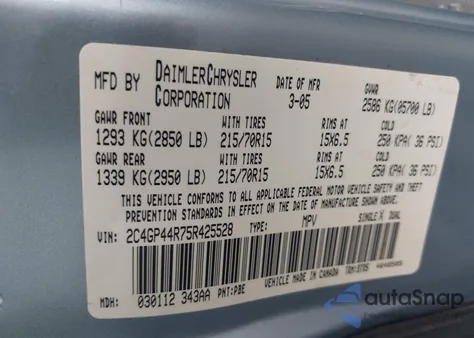 MFD BY DAIMLERCHRYSLER CORPORATION
DATE OF MFR 3-05
GVWR 2586 KG(05700 LB)
GAWR FRONT WITH TIRES RIMS AT COLD
1293 KG(2850 LB) 215/70R15 15X6.5 250 KPA( 36 PSI)
GAWR REAR WITH TIRES RIMS AT COLD
1339 KG(2950 LB) 215/70R15 15X6.5 250 KPA( 36 PSI)
THIS VEHICLE CONFORMS TO ALL APPLICABLE FEDERAL MOTOR VEHICLE SAFETY AND THEFT
PREVENTION STANDARDS IN EFFECT ON THE DATE OF MANUFACTURE SHOWN ABOVE.
VIN: 2C4GP44R75R425528 TYPE: MPV SINGLE X DUAL
MDH: 030112 343AA PNT:PBE VEHICLE MADE IN CANADA
autoSnap